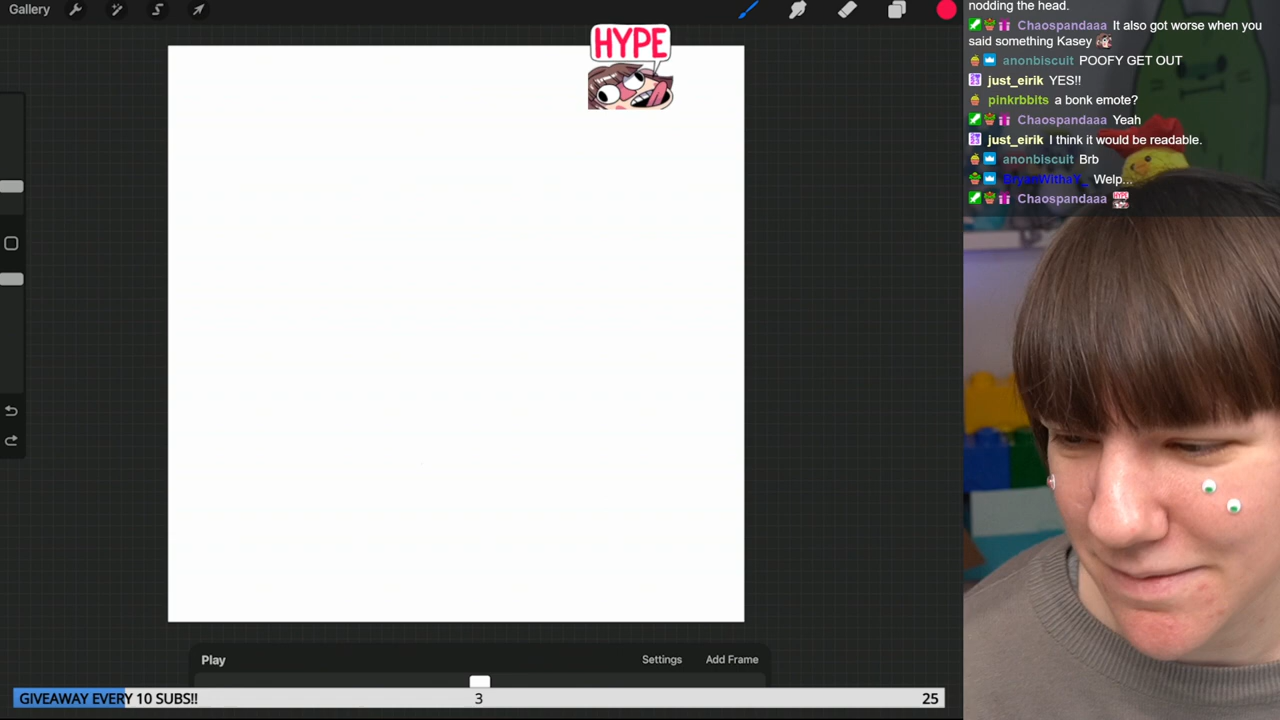 Gallery
HYPE
nodding the head.
Chaospandaaa It also got worse when you
said something Kasey
anonbiscuit POOFY GET OUT
just_eirik YES!!
pinkrbbits a bonk emote?
Chaospandaaa Yeah
just_eirik I think it would be readable.
anonbiscuit Brb
BryanWithaY_ Welp...
Chaospandaaa HYPE
Play
Settings
Add Frame
GIVEAWAY EVERY 10 SUBS!!
3
25